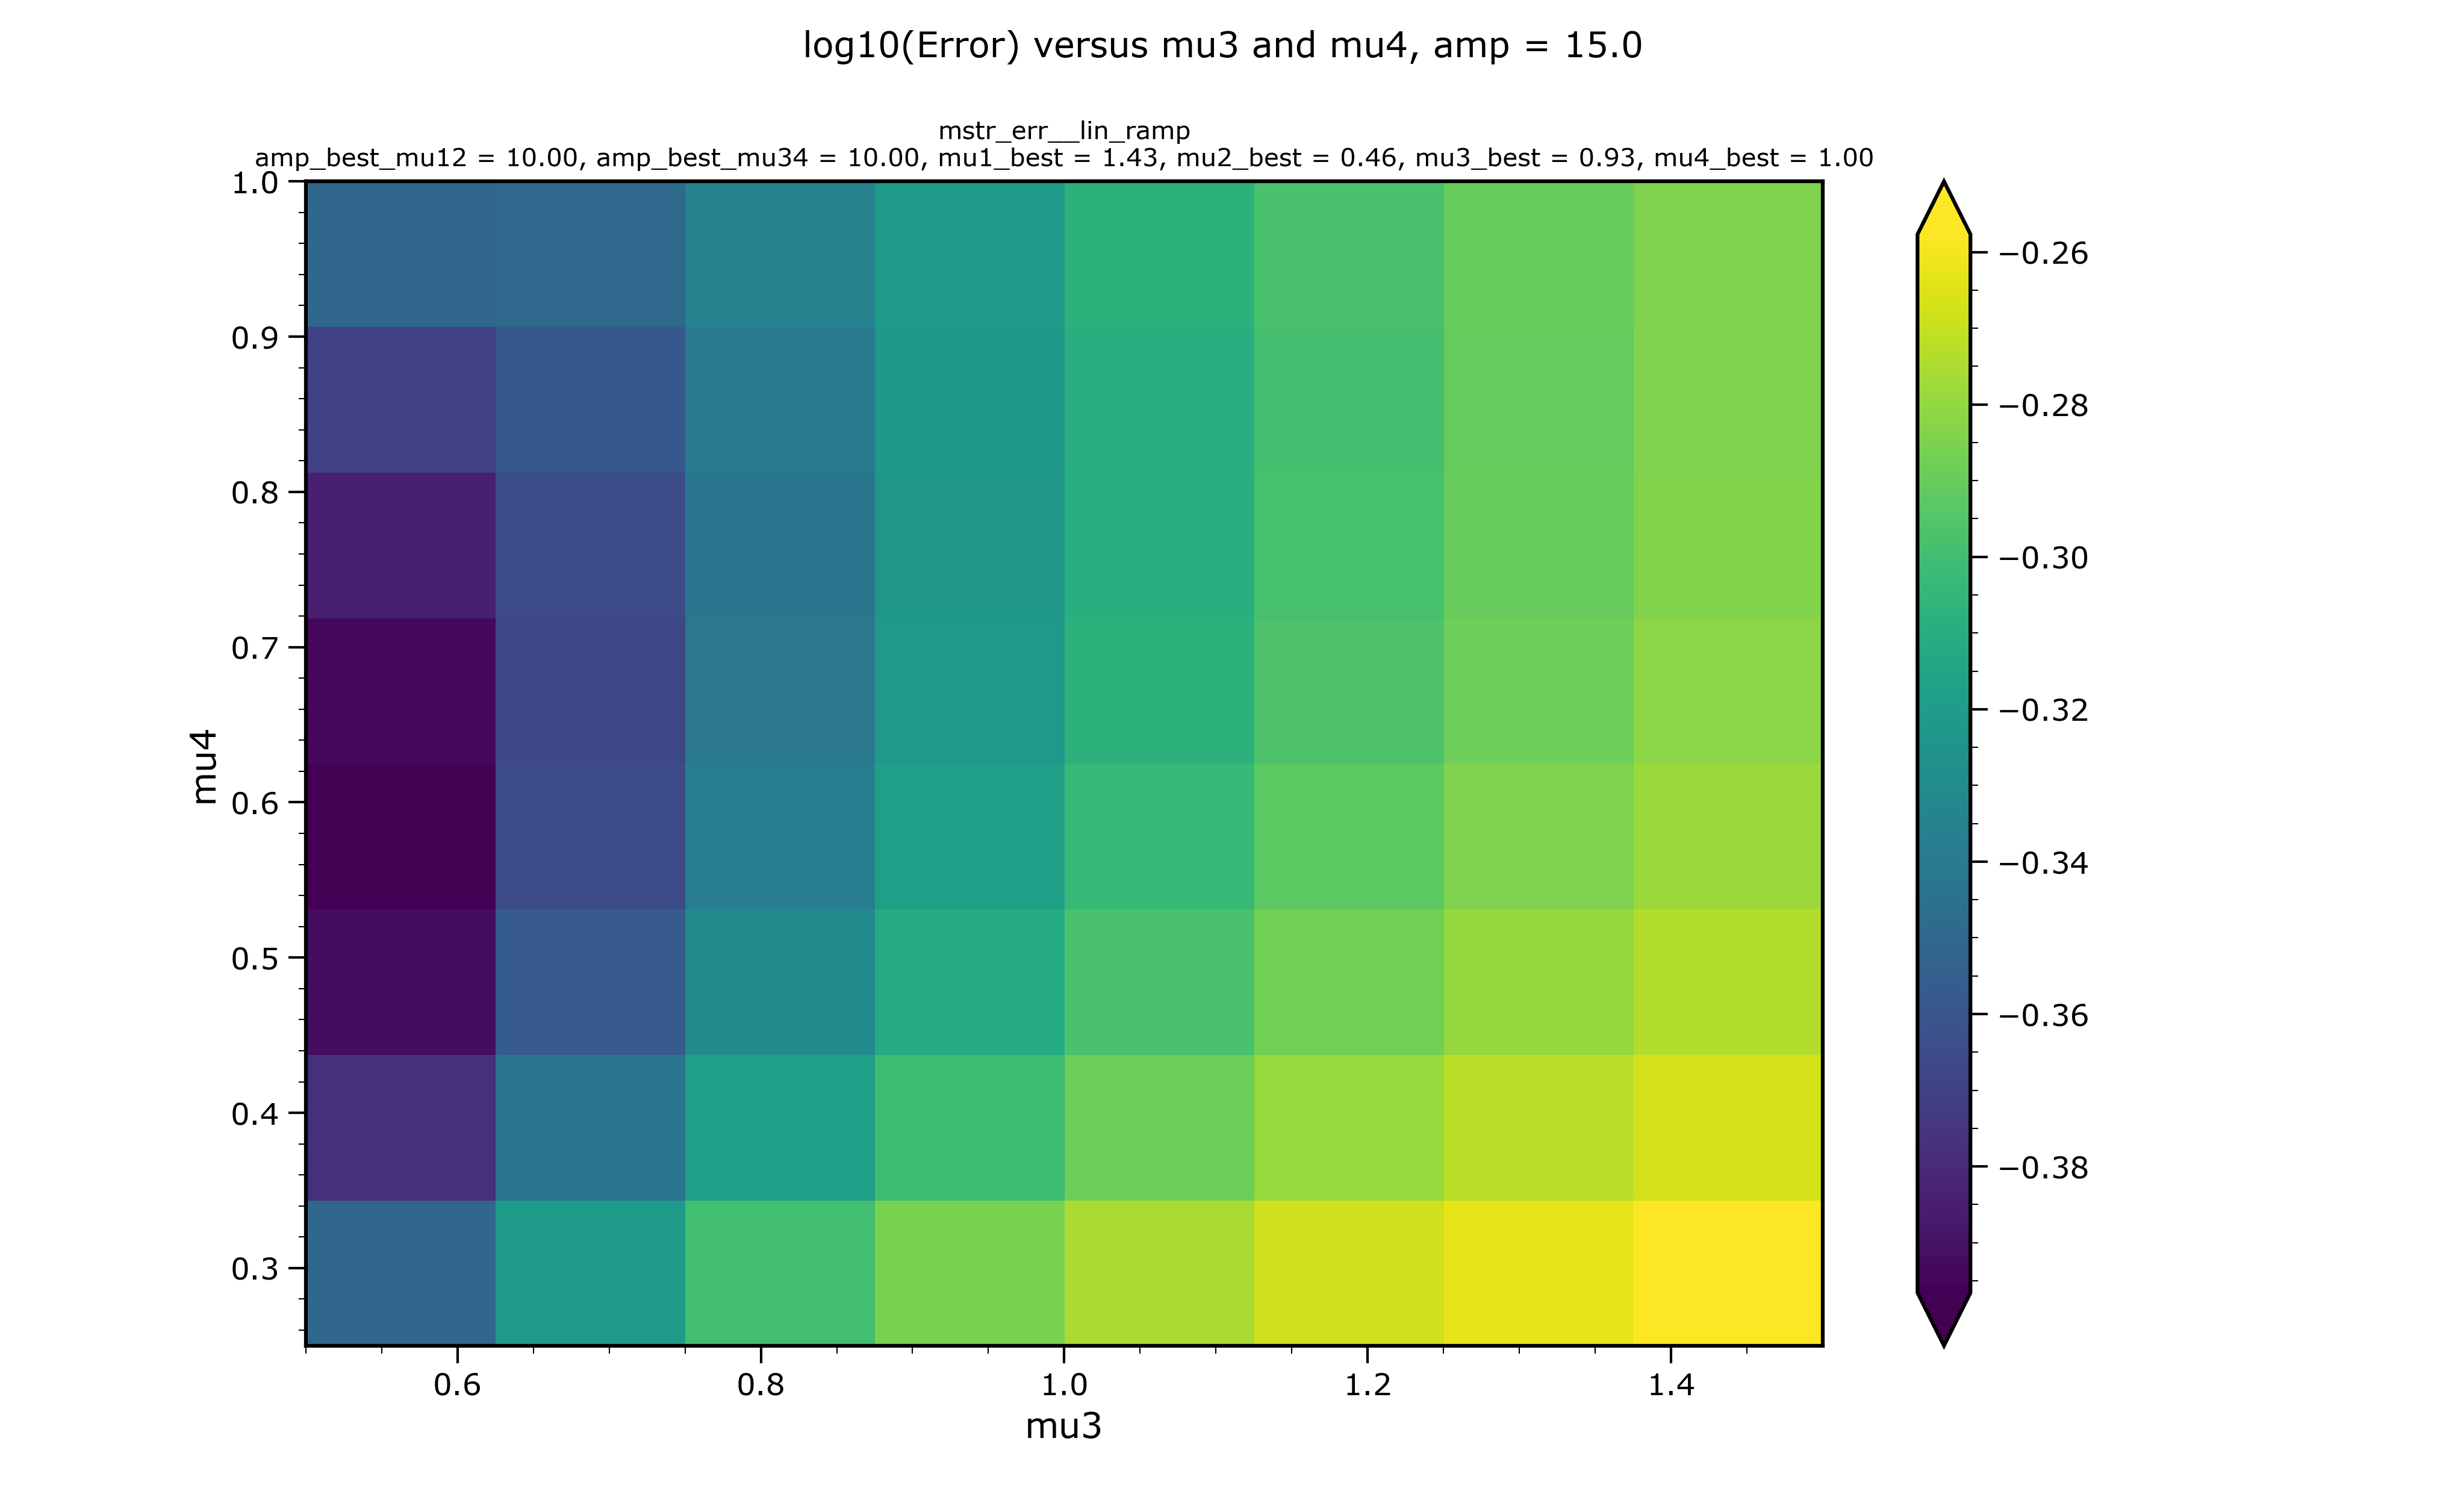 log10(Error) versus mu3 and mu4, amp = 15.0
mstr_err__lin_ramp
amp_best_mu12 = 10.00, amp_best_mu34 = 10.00, mu1_best = 1.43, mu2_best = 0.46, mu3_best = 0.93, mu4_best = 1.00
1.0
0.9
0.8
0.7
0.6
0.5
0.4
0.3
mu4
0.6 0.8 1.0 1.2 1.4
mu3
−0.26
−0.28
−0.30
−0.32
−0.34
−0.36
−0.38